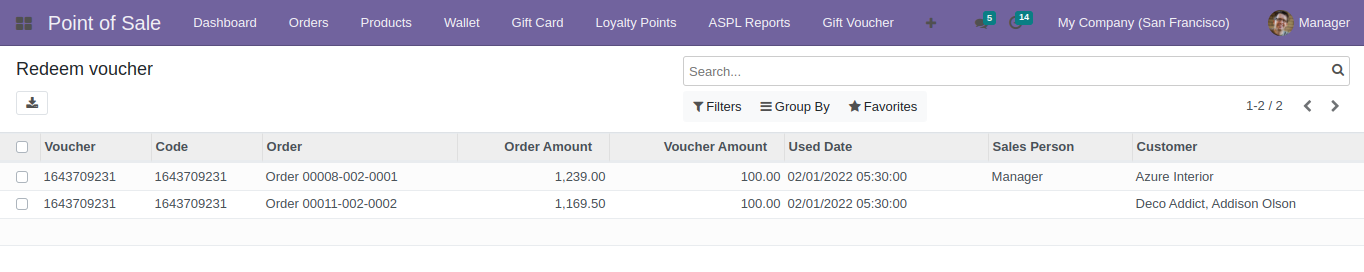 Point of Sale Dashboard Orders Products Wallet Gift Card Loyalty Points ASPL Reports Gift Voucher 5 14 My Company (San Francisco) Manager
Redeem voucher Search...
Filters Group By Favorites 1-2 / 2
Voucher Code Order Order Amount Voucher Amount Used Date Sales Person Customer
1643709231 1643709231 Order 00008-002-0001 1,239.00 100.00 02/01/2022 05:30:00 Manager Azure Interior
1643709231 1643709231 Order 00011-002-0002 1,169.50 100.00 02/01/2022 05:30:00 Deco Addict, Addison Olson